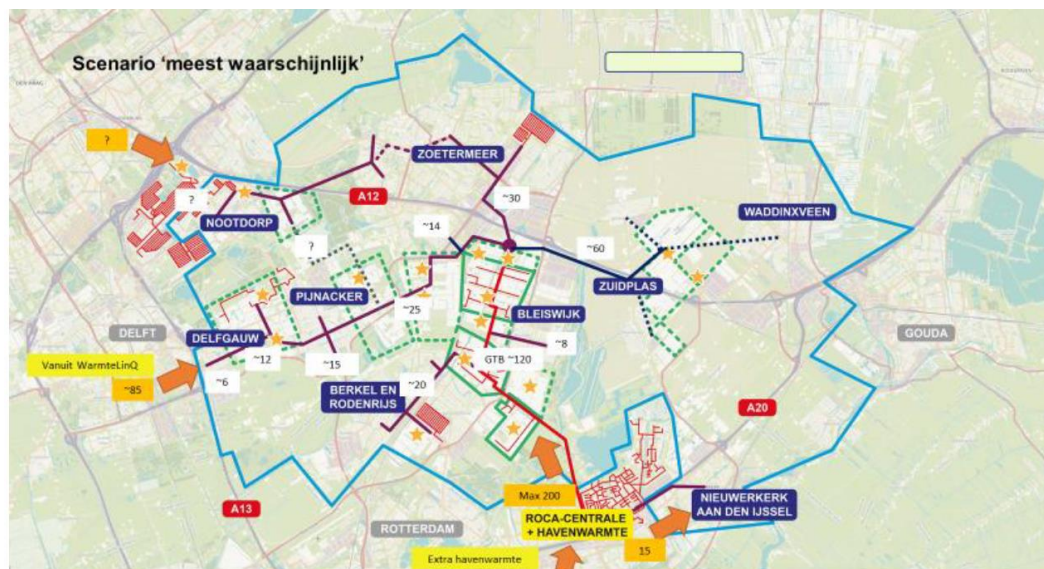 Scenario ‘meest waarschijnlijk’
?
ZOETERMEER
A12
~30
?
NOOTDORP
WADDINXVEEN
~14
?
~60
PIJNACKER
ZUIDPLAS
BLEISWIJK
~25
DELFT
DELFGAUW
GOUDA
~8
Vanuit WarmteLinQ
~12
~15
GTB ~120
~85
~6
~20
BERKEL EN
RODENRIJS
A20
Max 200
NIEUWERKERK
AAN DEN IJSSEL
A13
ROCA-CENTRALE
+ HAVENWARMTE
ROTTERDAM
15
Extra havenwarmte